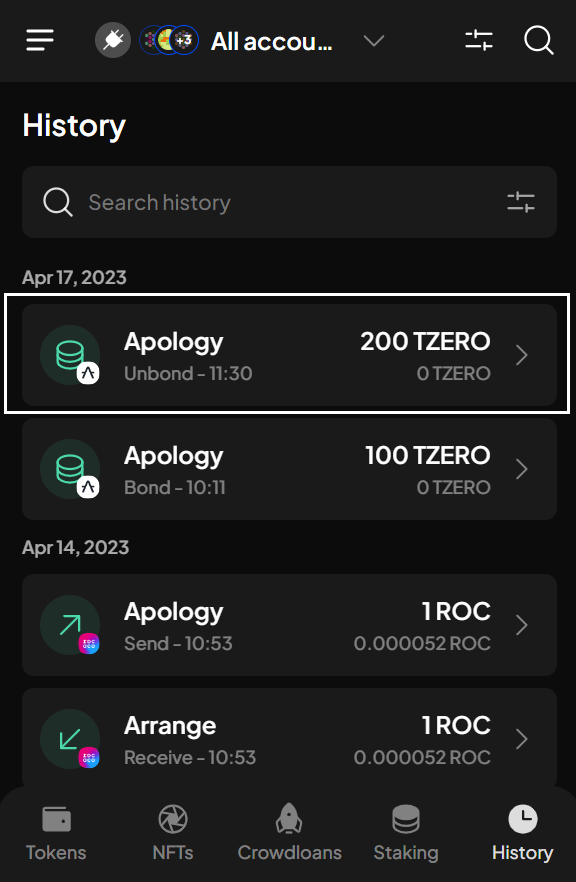 +3 All accou...
History
Search history
Apr 17, 2023
Apology 200 TZERO
Unbond - 11:30 0 TZERO
Apology 100 TZERO
Bond - 10:11 0 TZERO
Apr 14, 2023
Apology 1 ROC
Send - 10:53 0.000052 ROC
Arrange 1 ROC
Receive - 10:53 0.000052 ROC
Tokens NFTs Crowdloans Staking History